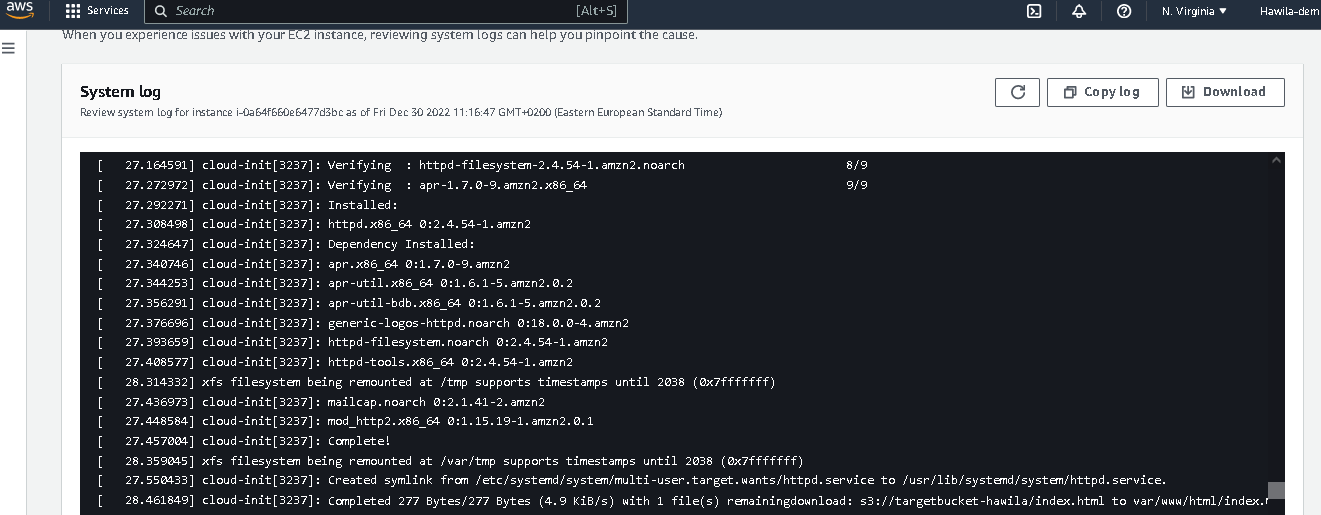 aws Services Search [Alt+S] N. Virginia Hawila-dem
When you experience issues with your EC2 instance, reviewing system logs can help you pinpoint the cause.
System log
Copy log Download
Review system log for instance i-0a64f660e6477d3bc as of Fri Dec 30 2022 11:16:47 GMT+0200 (Eastern European Standard Time)
[ 27.164591] cloud-init[3237]: Verifying : httpd-filesystem-2.4.54-1.amzn2.noarch 8/9
[ 27.272972] cloud-init[3237]: Verifying : apr-1.7.0-9.amzn2.x86_64 9/9
[ 27.292271] cloud-init[3237]: Installed:
[ 27.308498] cloud-init[3237]: httpd.x86_64 0:2.4.54-1.amzn2
[ 27.324647] cloud-init[3237]: Dependency Installed:
[ 27.340746] cloud-init[3237]: apr.x86_64 0:1.7.0-9.amzn2
[ 27.344253] cloud-init[3237]: apr-util.x86_64 0:1.6.1-5.amzn2.0.2
[ 27.356291] cloud-init[3237]: apr-util-bdb.x86_64 0:1.6.1-5.amzn2.0.2
[ 27.376696] cloud-init[3237]: generic-logos-httpd.noarch 0:18.0.0-4.amzn2
[ 27.393659] cloud-init[3237]: httpd-filesystem.noarch 0:2.4.54-1.amzn2
[ 27.408577] cloud-init[3237]: httpd-tools.x86_64 0:2.4.54-1.amzn2
[ 28.314332] xfs filesystem being remounted at /tmp supports timestamps until 2038 (0x7fffffff)
[ 27.436973] cloud-init[3237]: mailcap.noarch 0:2.1.41-2.amzn2
[ 27.448584] cloud-init[3237]: mod_http2.x86_64 0:1.15.19-1.amzn2.0.1
[ 27.457004] cloud-init[3237]: Complete!
[ 28.359045] xfs filesystem being remounted at /var/tmp supports timestamps until 2038 (0x7fffffff)
[ 27.550433] cloud-init[3237]: Created symlink from /etc/systemd/system/multi-user.target.wants/httpd.service to /usr/lib/systemd/system/httpd.service.
[ 28.461849] cloud-init[3237]: Completed 277 Bytes/277 Bytes (4.9 KiB/s) with 1 file(s) remainingdownload: s3://targetbucket-hawila/index.html to var/www/html/index.